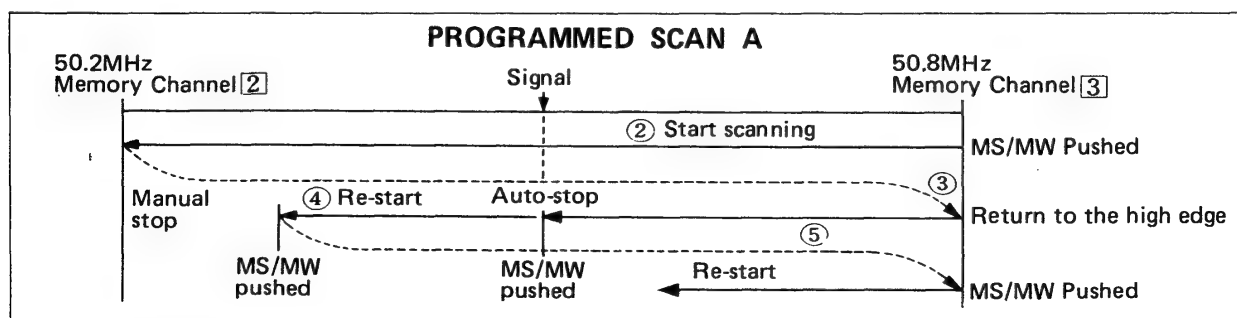 PROGRAMMED SCAN A
50.2MHz
Memory Channel 2
Signal
50.8MHz
Memory Channel 3
② Start scanning
MS/MW Pushed
Manual
stop
④ Re-start
Auto-stop
③
Return to the high edge
⑤
MS/MW
pushed
MS/MW
pushed
Re-start
MS/MW Pushed